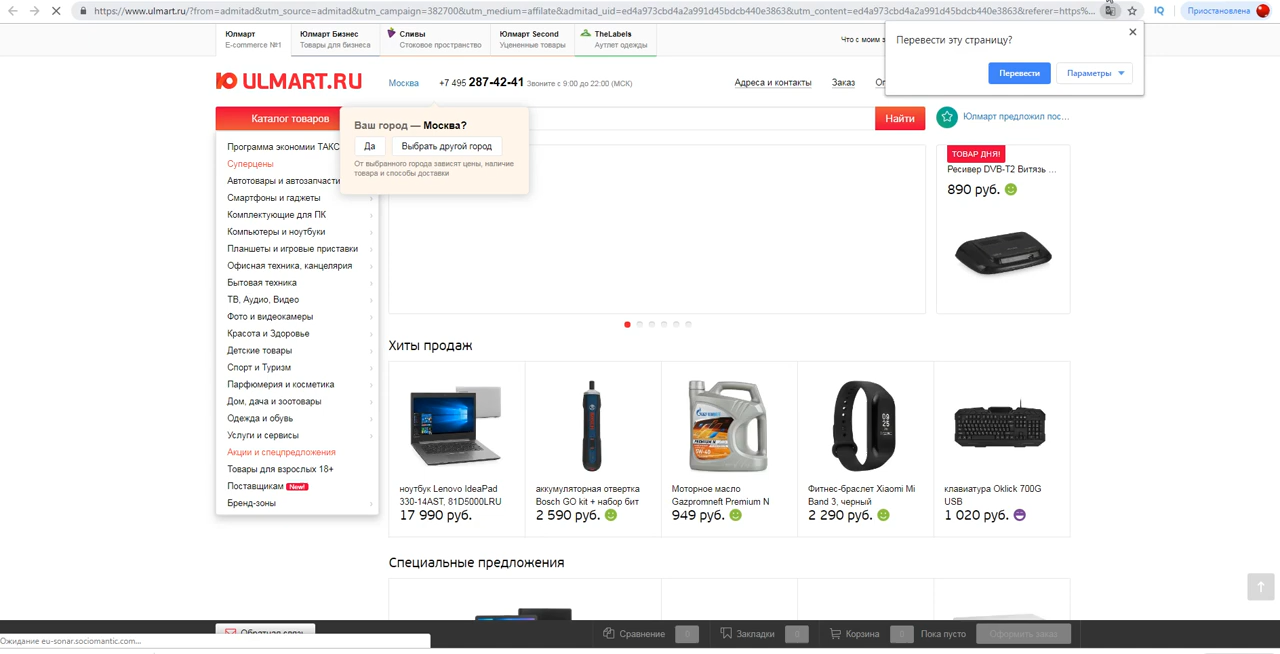 https://www.ulmart.ru/?from=admitad&utm_source=admitad&utm_campaign=382700&utm_medium=affilate&admitad_uid=ed4a973cbd4a2a991d45bdcb440e3863&utm_content=ed4a973cbd4a2a991d45bdcb440e3863&referer=https%...
IQ
Приостановлена
Юлмарт
E-commerce №1
Юлмарт Бизнес
Товары для бизнеса
Сливы
Стоковое пространство
Юлмарт Second
Уцененные товары
TheLabels
Аутлет одежды
Что с моим з
Перевести эту страницу?
Перевести
Параметры
Ю ULMART.RU
Москва
+7 495 287-42-41 Звоните с 9:00 до 22:00 (МСК)
Адреса и контакты
Заказ
Каталог товаров
Найти
Юлмарт предложил пос...
Ваш город — Москва?
Да
Выбрать другой город
От выбранного города зависят цены, наличие
товара и способы доставки
Программа экономии ТАКС
Суперцены
Автотовары и автозапчасти
Смартфоны и гаджеты
Комплектующие для ПК
Компьютеры и ноутбуки
Планшеты и игровые приставки
Офисная техника, канцелярия
Бытовая техника
ТВ, Аудио, Видео
Фото и видеокамеры
Красота и Здоровье
Детские товары
Спорт и Туризм
Парфюмерия и косметика
Дом, дача и зоотовары
Одежда и обувь
Услуги и сервисы
Акции и спецпредложения
Товары для взрослых 18+
Поставщикам New!
Бренд-зоны
ТОВАР ДНЯ!
Ресивер DVB-T2 Витязь ...
890 руб.
Хиты продаж
ноутбук Lenovo IdeaPad
330-14AST, 81D5000LRU
17 990 руб.
аккумуляторная отвертка
Bosch GO kit + набор бит
2 590 руб.
Моторное масло
Gazpromneft Premium N
949 руб.
Фитнес-браслет Xiaomi Mi
Band 3, черный
2 290 руб.
клавиатура Oklick 700G
USB
1 020 руб.
Специальные предложения
Обратная связь
Сравнение
0
Закладки
0
Корзина
0
Пока пусто
Оформить заказ
Ожидание eu-sonar.sociomantic.com...